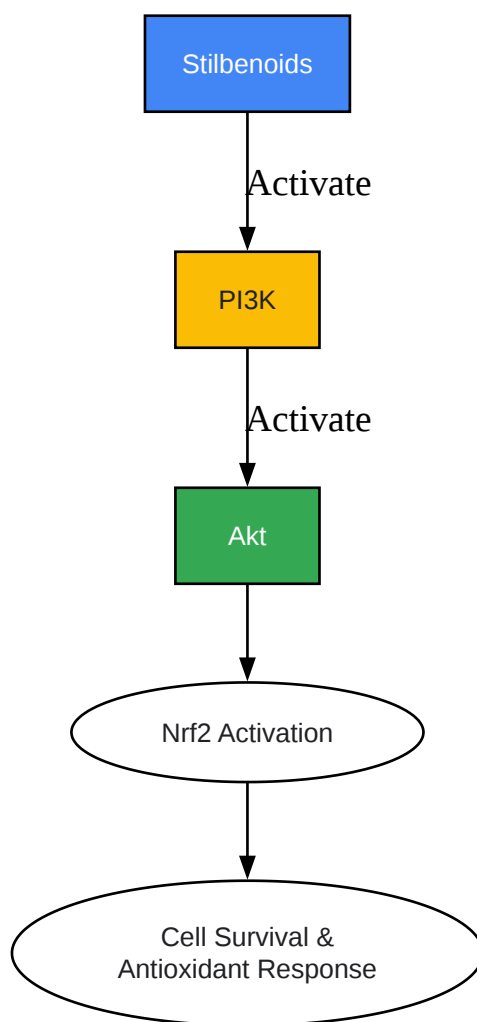 Stilbenoids
Activate
PI3K
Activate
Akt
Nrf2 Activation
Cell Survival &
Antioxidant Response